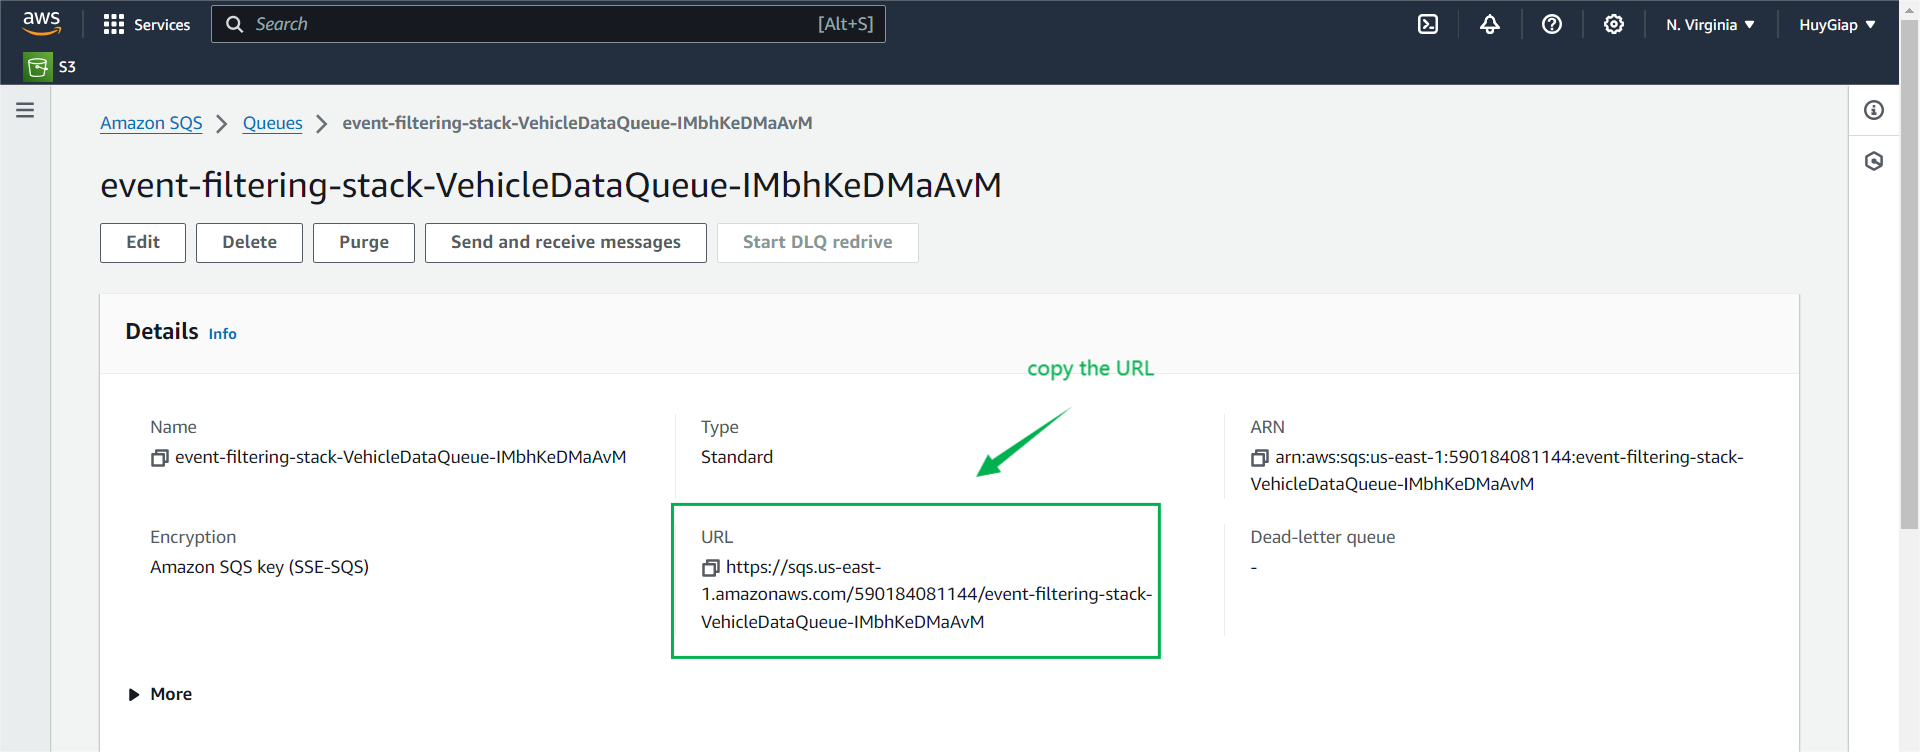 aws
Services
Search
[Alt+S]
N. Virginia
HuyGiap
S3
Amazon SQS
Queues
event-filtering-stack-VehicleDataQueue-IMbhKeDMaAvM
event-filtering-stack-VehicleDataQueue-IMbhKeDMaAvM
Edit
Delete
Purge
Send and receive messages
Start DLQ redrive
Details Info
copy the URL
Name
event-filtering-stack-VehicleDataQueue-IMbhKeDMaAvM
Type
Standard
ARN
arn:aws:sqs:us-east-1:590184081144:event-filtering-stack-
VehicleDataQueue-IMbhKeDMaAvM
Encryption
Amazon SQS key (SSE-SQS)
URL
https://sqs.us-east-
1.amazonaws.com/590184081144/event-filtering-stack-
VehicleDataQueue-IMbhKeDMaAvM
Dead-letter queue
-
More